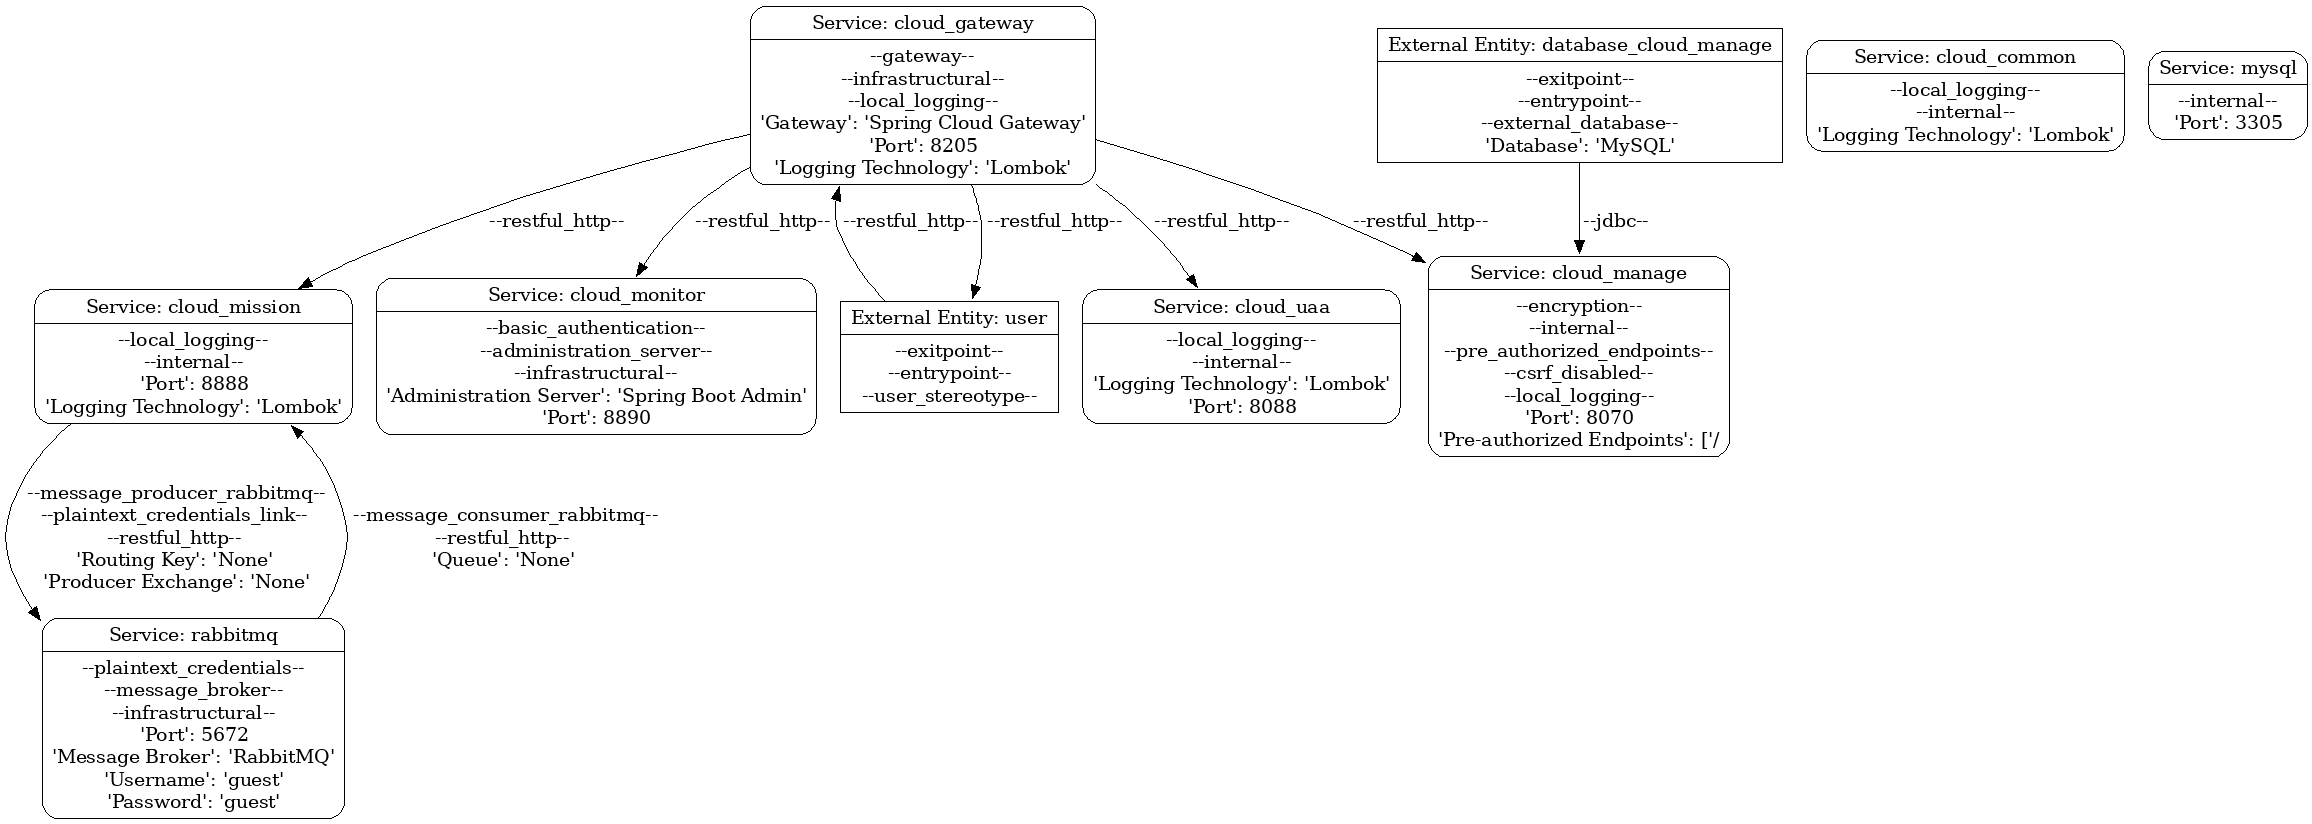 Service: cloud_gateway
--gateway--
--infrastructural--
--local_logging--
'Gateway': 'Spring Cloud Gateway'
'Port': 8205
'Logging Technology': 'Lombok'
External Entity: database_cloud_manage
--exitpoint--
--entrypoint--
--external_database--
'Database': 'MySQL'
Service: cloud_common
--local_logging--
--internal--
'Logging Technology': 'Lombok'
Service: mysql
--internal--
'Port': 3305
--restful_http--
--restful_http--
--restful_http--
--restful_http--
--restful_http--
--restful_http--
--jdbc--
Service: cloud_mission
--local_logging--
--internal--
'Port': 8888
'Logging Technology': 'Lombok'
Service: cloud_monitor
--basic_authentication--
--administration_server--
--infrastructural--
'Administration Server': 'Spring Boot Admin'
'Port': 8890
External Entity: user
--exitpoint--
--entrypoint--
--user_stereotype--
Service: cloud_uaa
--local_logging--
--internal--
'Logging Technology': 'Lombok'
'Port': 8088
Service: cloud_manage
--encryption--
--internal--
--pre_authorized_endpoints--
--csrf_disabled--
--local_logging--
'Port': 8070
'Pre-authorized Endpoints': ['/
--message_producer_rabbitmq--
--plaintext_credentials_link--
--restful_http--
'Routing Key': 'None'
'Producer Exchange': 'None'
--message_consumer_rabbitmq--
--restful_http--
'Queue': 'None'
Service: rabbitmq
--plaintext_credentials--
--message_broker--
--infrastructural--
'Port': 5672
'Message Broker': 'RabbitMQ'
'Username': 'guest'
'Password': 'guest'